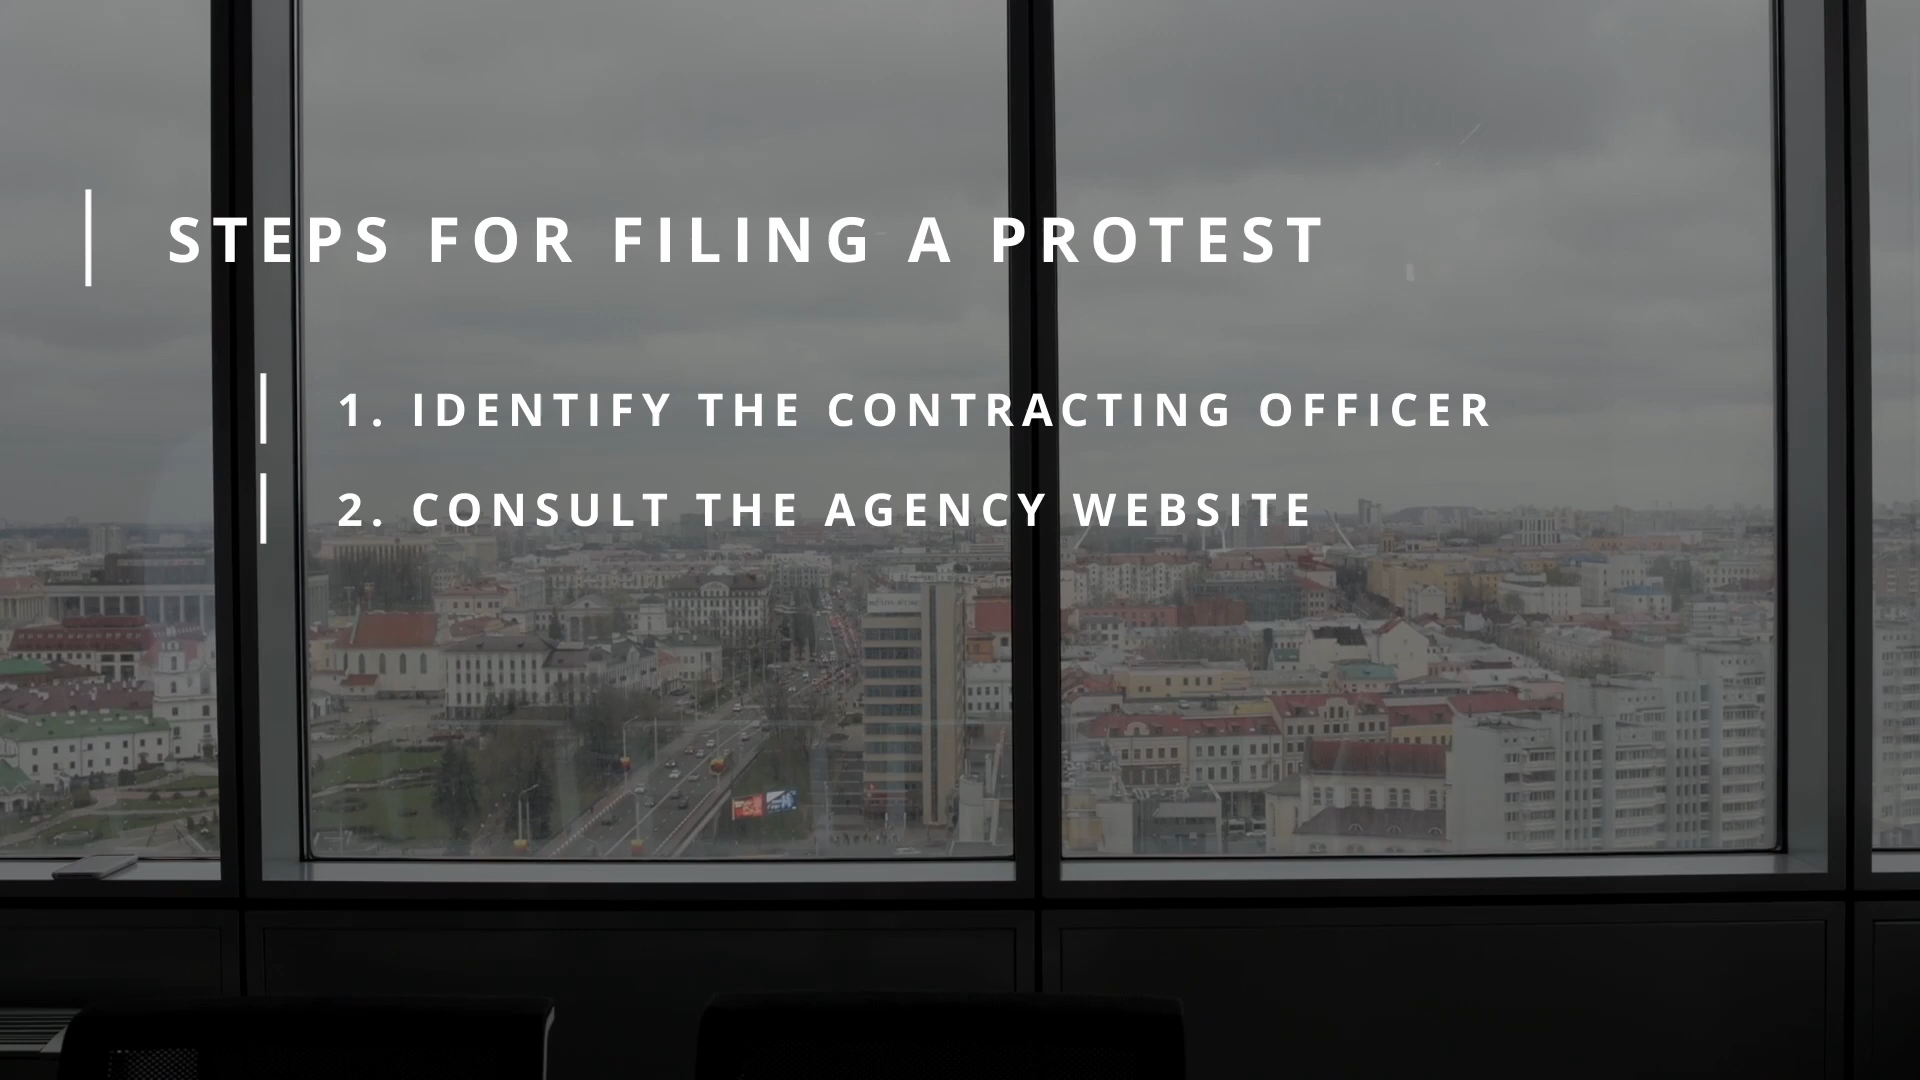 STEPS FOR FILING A PROTEST
1. IDENTIFY THE CONTRACTING OFFICER
2. CONSULT THE AGENCY WEBSITE